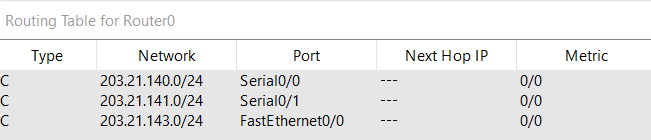 Routing Table for Router0
Type Network Port Next Hop IP Metric
C 203.21.140.0/24 Serial0/0 --- 0/0
C 203.21.141.0/24 Serial0/1 --- 0/0
C 203.21.143.0/24 FastEthernet0/0 --- 0/0